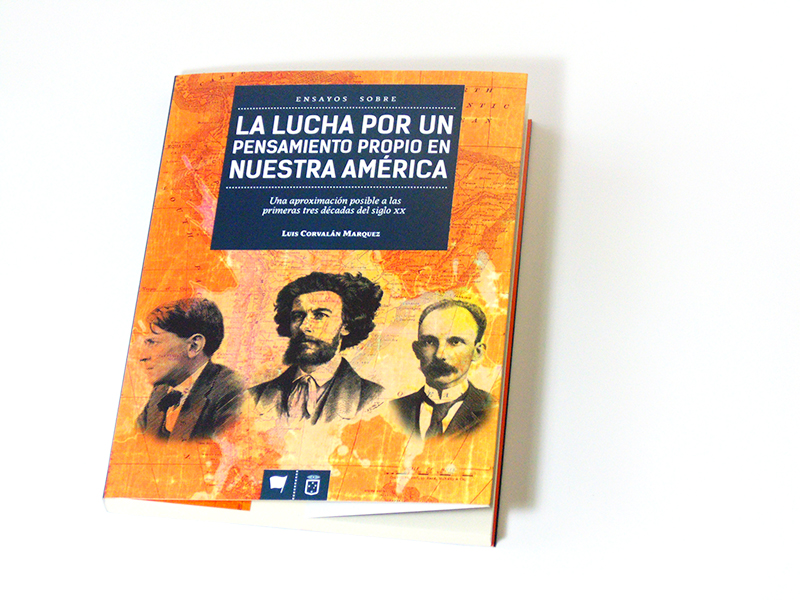 ENSAYOS SOBRE
LA LUCHA POR UN
PENSAMIENTO PROPIO EN
NUESTRA AMÉRICA
Una aproximación posible a las
primeras tres décadas del siglo XX
LUIS CORVALÁN MARQUEZ